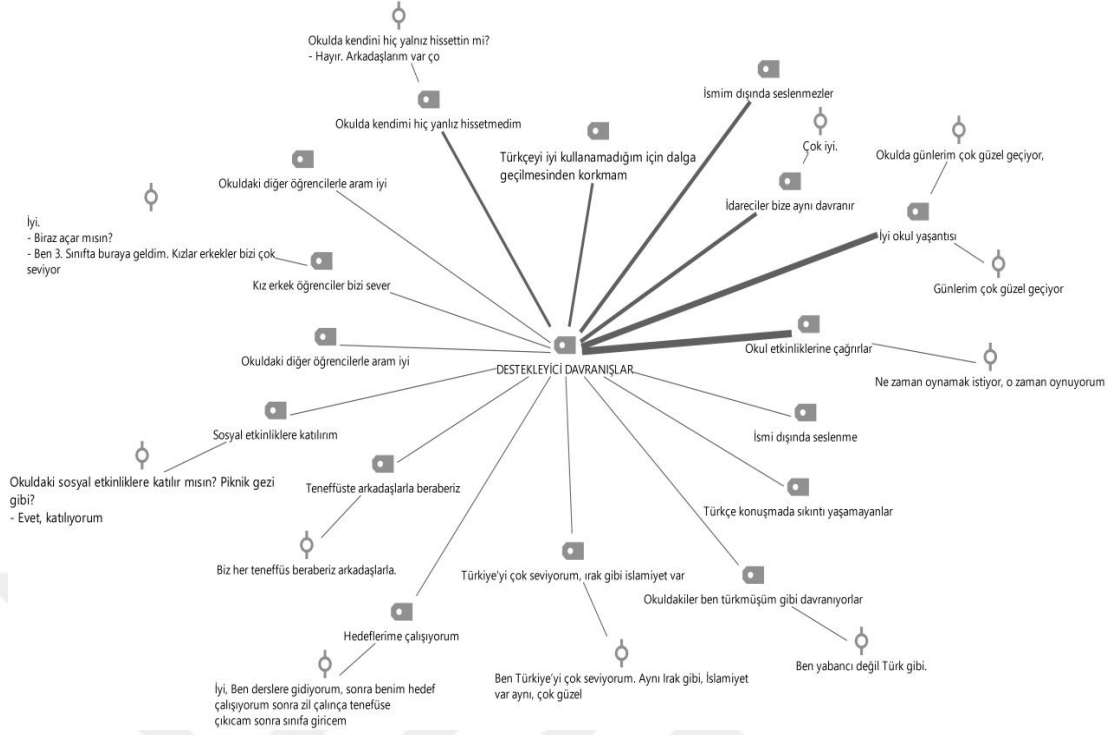 Okulda kendini hiç yalnız hissettin mi?
- Hayır. Arkadaşlarım var ço
Okulda kendimi hiç yanlız hissetmedim
İsmim dışında seslenmezler
Türkçeyi iyi kullanamadığım için dalga
geçilmesinden korkmam
Çok iyi.
İdareciler bize aynı davranır
Okulda günlerim çok güzel geçiyor,
İyi okul yaşantısı
Günlerim çok güzel geçiyor
Okuldaki diğer öğrencilerle aram iyi
İyi.
- Biraz açar mısın?
- Ben 3. Sınıfta buraya geldim. Kızlar erkekler bizi çok
seviyor
Kız erkek öğrenciler bizi sever
Okuldaki diğer öğrencilerle aram iyi
Okul etkinliklerine çağrırlar
Ne zaman oynamak istiyor, o zaman oynuyorum
DESTEKLEYİCİ DAVRANIŞLAR
Sosyal etkinliklere katılırım
Okuldaki sosyal etkinliklere katılır mısın? Piknik gezi
gibi?
- Evet, katılıyorum
İsmi dışında seslenme
Teneffüste arkadaşlarla beraberiz
Biz her teneffüs beraberiz arkadaşlarla.
Türkçe konuşmada sıkıntı yaşamayanlar
Türkiye'yi çok seviyorum, ırak gibi islamiyet var
Okuldakiler ben türkmüşüm gibi davranıyorlar
Hedeflerime çalışıyorum
Ben yabancı değil Türk gibi.
Ben Türkiye'yi çok seviyorum. Aynı Irak gibi, İslamiyet
var aynı, çok güzel
İyi, Ben derslere gidiyorum, sonra benim hedef
çalışıyorum sonra zil çalınça tenefüse
çıkıcam sonra sınıfa giricem